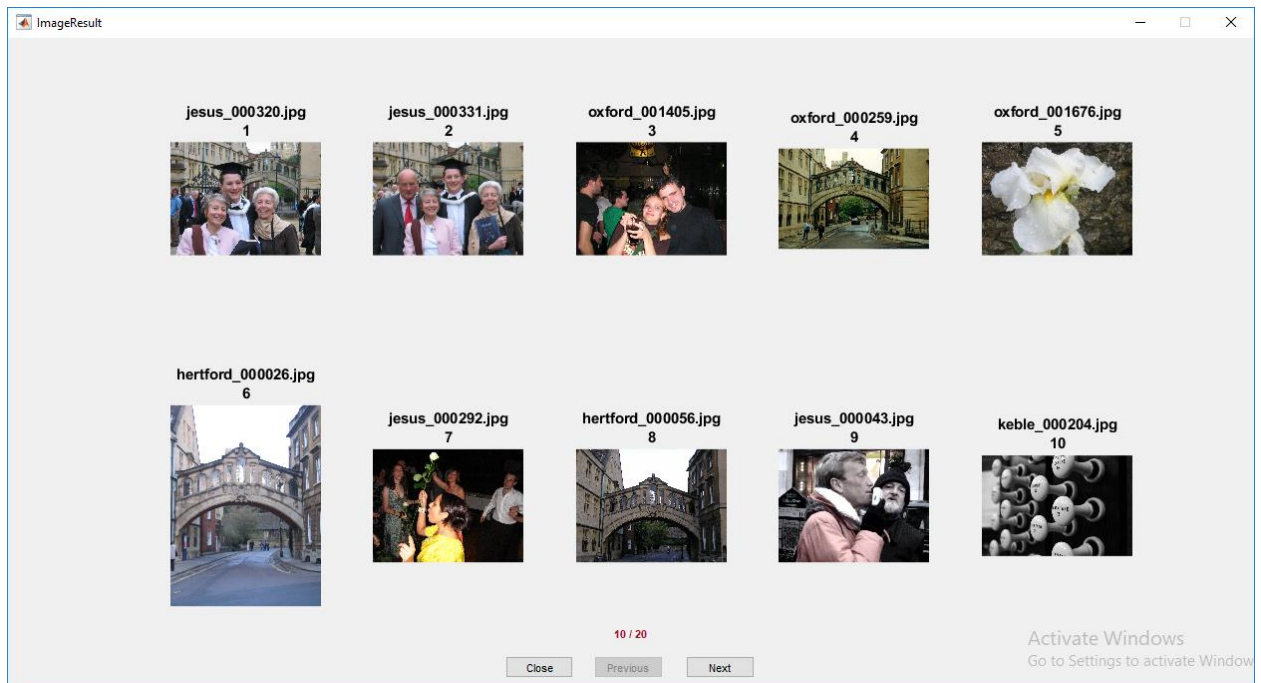 ImageResult
jesus_000320.jpg
1
jesus_000331.jpg
2
oxford_001405.jpg
3
oxford_000259.jpg
4
oxford_001676.jpg
5
hertford_000026.jpg
6
jesus_000292.jpg
7
hertford_000056.jpg
8
jesus_000043.jpg
9
keble_000204.jpg
10
10 / 20
Close
Previous
Next
Activate Windows
Go to Settings to activate Window